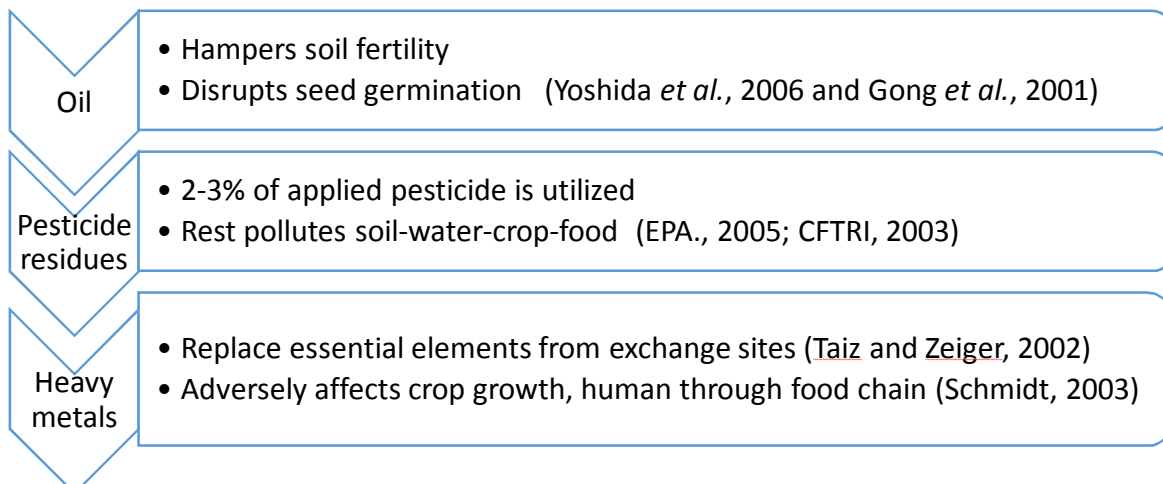 Oil
• Hampers soil fertility
• Disrupts seed germination (Yoshida et al., 2006 and Gong et al., 2001)
Pesticide
residues
• 2-3% of applied pesticide is utilized
• Rest pollutes soil-water-crop-food (EPA., 2005; CFTRI, 2003)
Heavy
metals
• Replace essential elements from exchange sites (Taiz and Zeiger, 2002)
• Adversely affects crop growth, human through food chain (Schmidt, 2003)